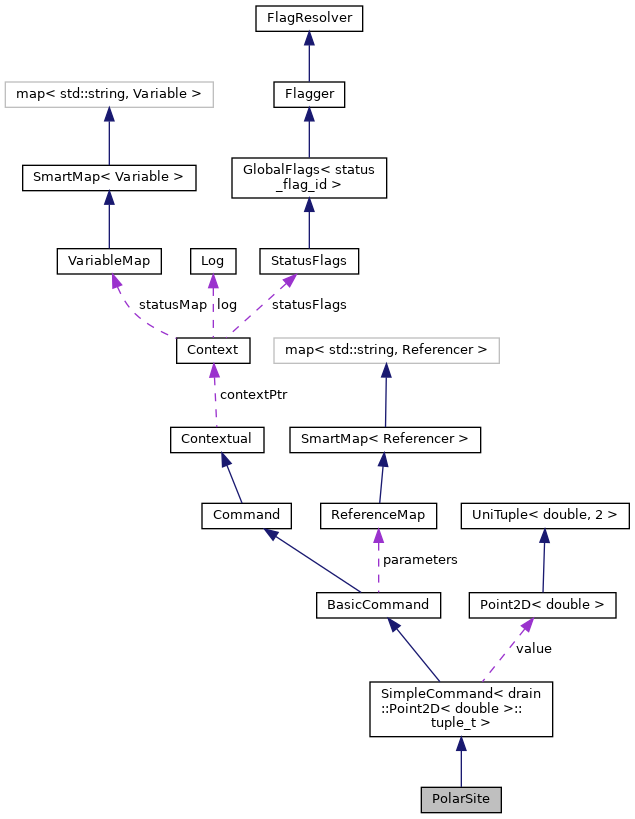 FlagResolver
map< std::string, Variable >
Flagger
SmartMap< Variable >
GlobalFlags< status
_flag_id >
VariableMap
Log
StatusFlags
statusMap
log
statusFlags
Context
map< std::string, Referencer >
contextPtr
Contextual
SmartMap< Referencer >
Command
ReferenceMap
UniTuple< double, 2 >
parameters
BasicCommand
Point2D< double >
value
SimpleCommand< drain
::Point2D< double >::
tuple_t >
PolarSite